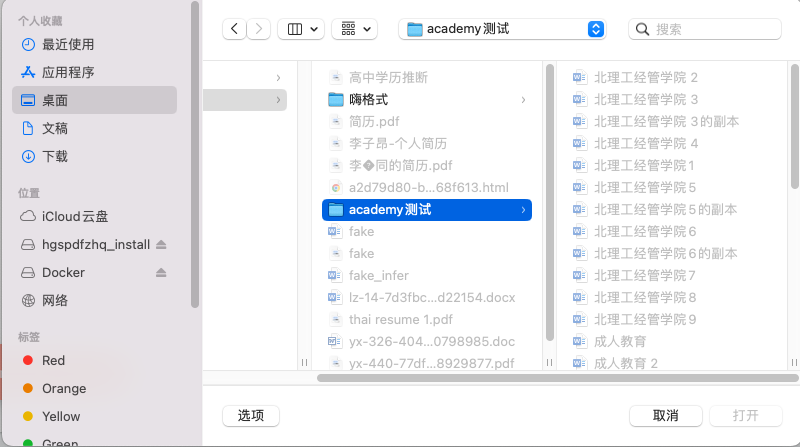 个人收藏
最近使用
应用程序
桌面
文稿
下载
位置
iCloud云盘
hgspdfzhq_install
Docker
网络
标签
Red
Orange
Yellow
Green
academy测试
搜索
高中学历推断
嗨格式
简历.pdf
李子昂-个人简历
李�同的简历.pdf
a2d79d80-b...68f613.html
academy测试
fake
fake
fake_infer
lz-14-7d3fbc...d22154.docx
thai resume 1.pdf
yx-326-404...0798985.doc
yx-440-77df...8929877.pdf
北理工经管学院 2
北理工经管学院 3
北理工经管学院 3的副本
北理工经管学院 4
北理工经管学院1
北理工经管学院5
北理工经管学院5的副本
北理工经管学院6
北理工经管学院6的副本
北理工经管学院7
北理工经管学院8
北理工经管学院9
成人教育
成人教育 2
选项
取消
打开